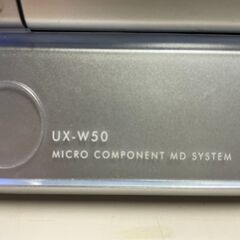 UX-W50
MICRO COMPONENT MD SYSTEM